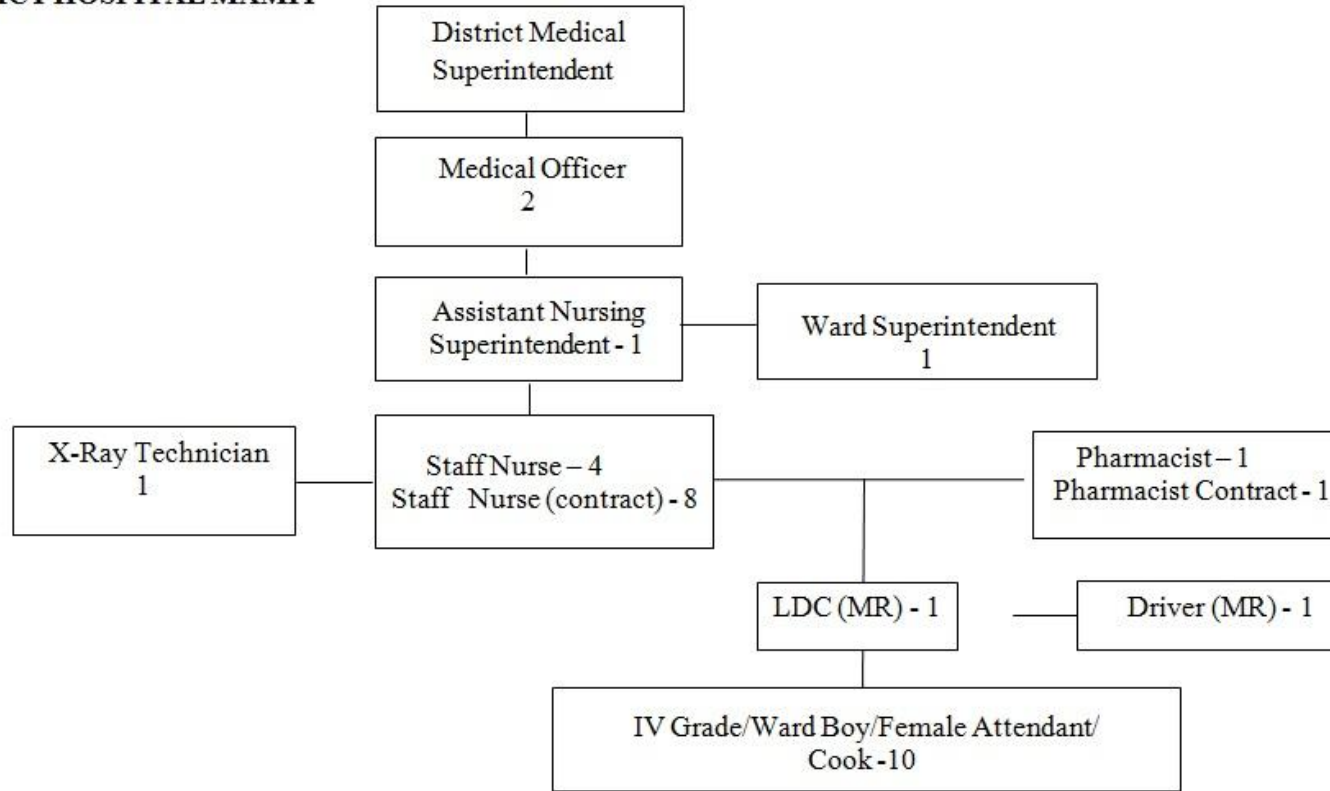 HOSPITAL MAMIT
District Medical
Superintendent
Medical Officer
2
Assistant Nursing
Superintendent - 1
Ward Superintendent
1
X-Ray Technician
1
Staff Nurse – 4
Staff Nurse (contract) - 8
Pharmacist – 1
Pharmacist Contract - 1
LDC (MR) - 1
Driver (MR) - 1
IV Grade/Ward Boy/Female Attendant/
Cook -10